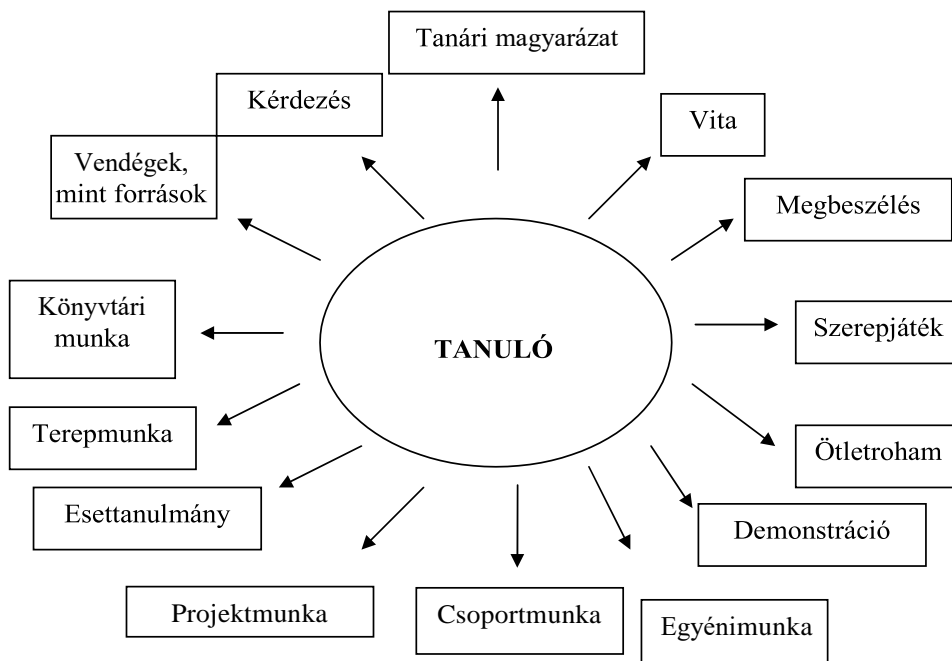 Tanári magyarázat
Kérdezés
Vita
Vendégek,
mint források
Megbeszélés
Könyvtári
munka
Szerepjáték
TANULÓ
Terepmunka
Ötletroham
Esettanulmány
Demonstráció
Projektmunka
Csoportmunka
Egyénimunka